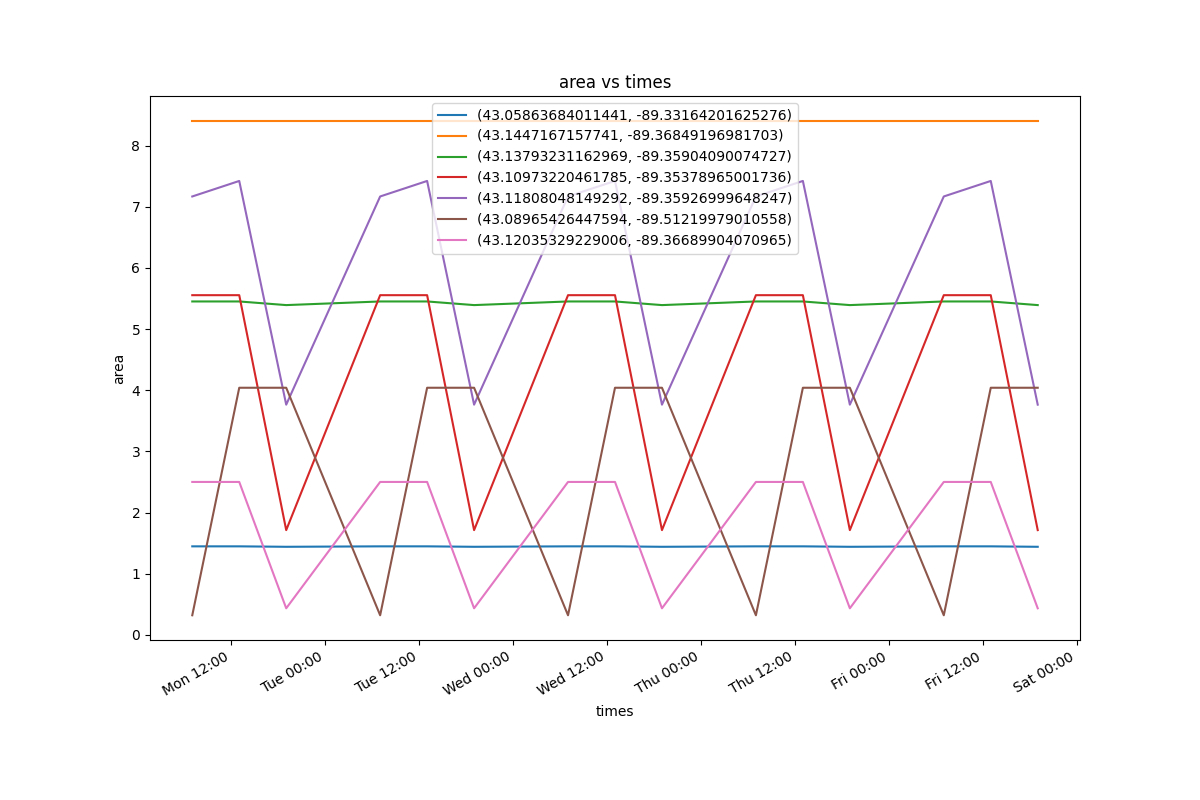 area vs times
(43.05863684011441, -89.33164201625276)
(43.1447167157741, -89.36849196981703)
(43.13793231162969, -89.35904090074727)
(43.10973220461785, -89.35378965001736)
(43.11808048149292, -89.35926999648247)
(43.08965426447594, -89.51219979010558)
(43.12035329229006, -89.36689904070965)
8
7
6
5
4
3
2
1
0
area
Mon 12:00
Tue 00:00
Tue 12:00
Wed 00:00
Wed 12:00
Thu 00:00
Thu 12:00
Fri 00:00
Fri 12:00
Sat 00:00
times